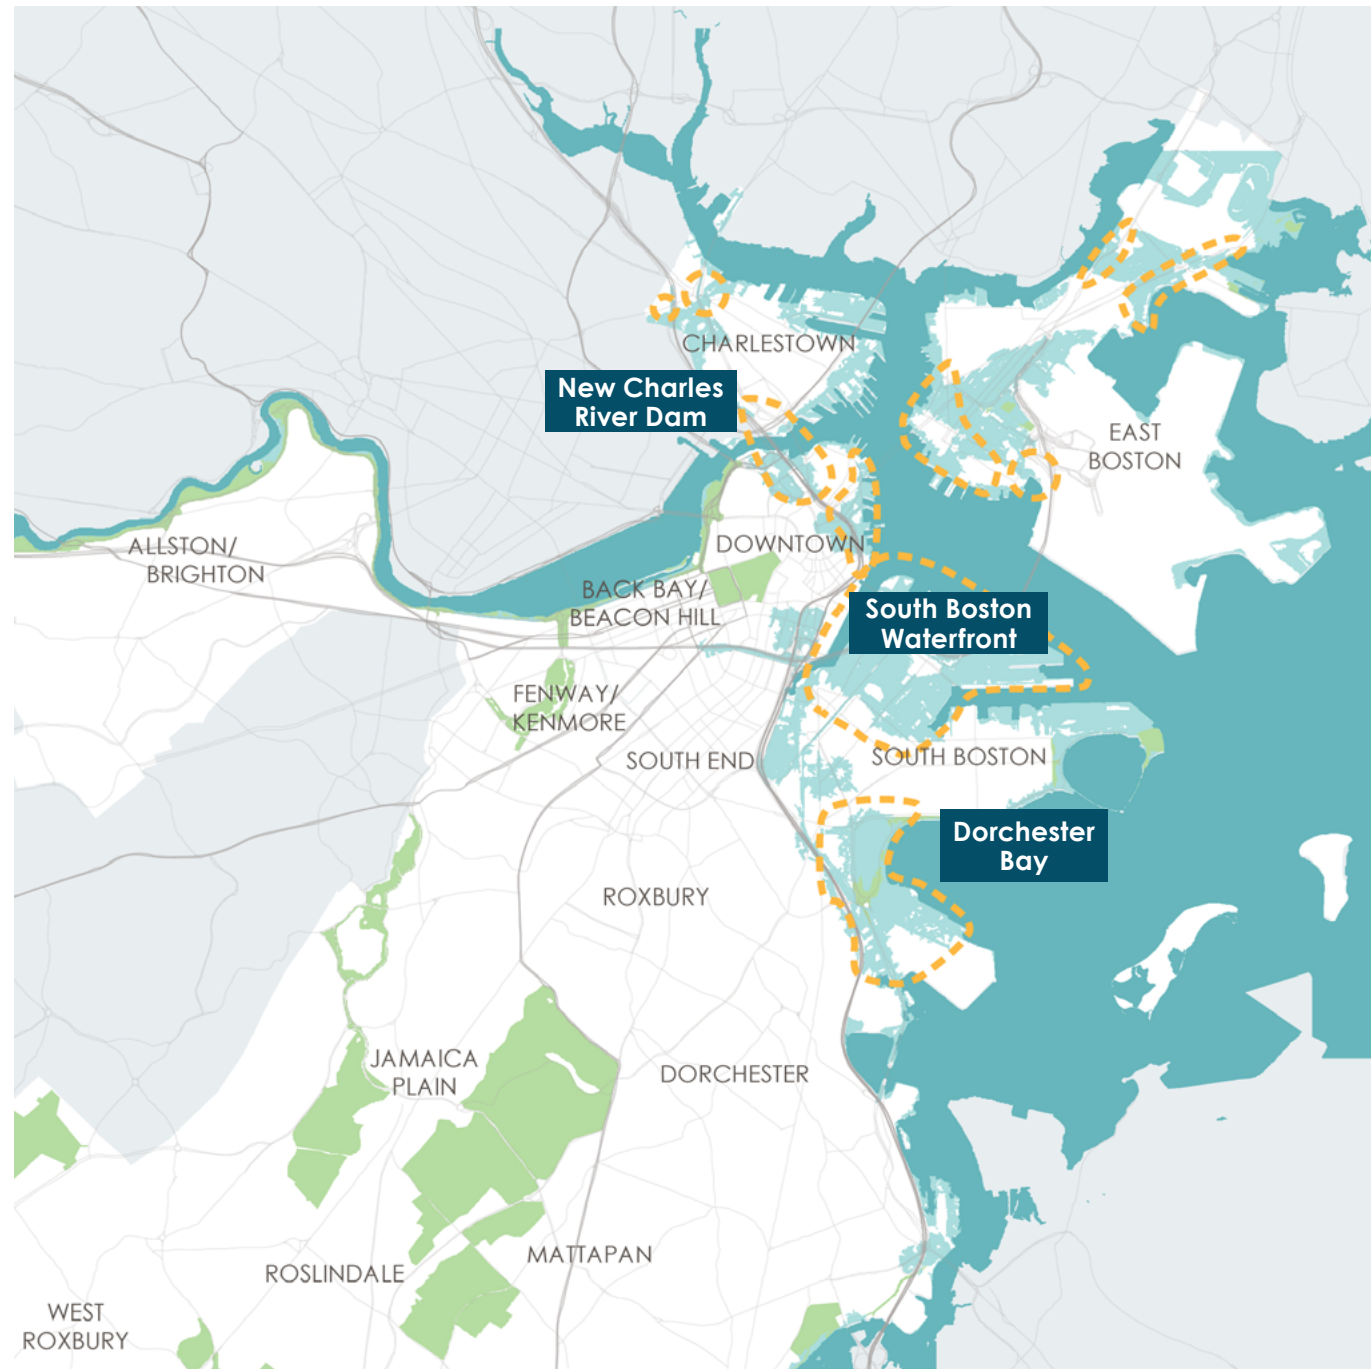 CHARLESTOWN
New Charles
River Dam
EAST
BOSTON
DOWNTOWN
ALLSTON/
BRIGHTON
BACK BAY/
BEACON HILL
South Boston
Waterfront
FENWAY/
KENMORE
SOUTH END
SOUTH BOSTON
Dorchester
Bay
ROXBURY
JAMAICA
PLAIN
DORCHESTER
MATTAPAN
ROSLINDALE
WEST
ROXBURY